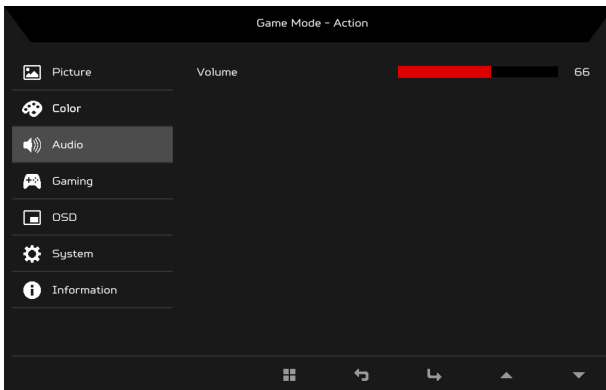 Game Mode - Action
Picture
Volume 66
Color
Audio
Gaming
OSD
System
Information